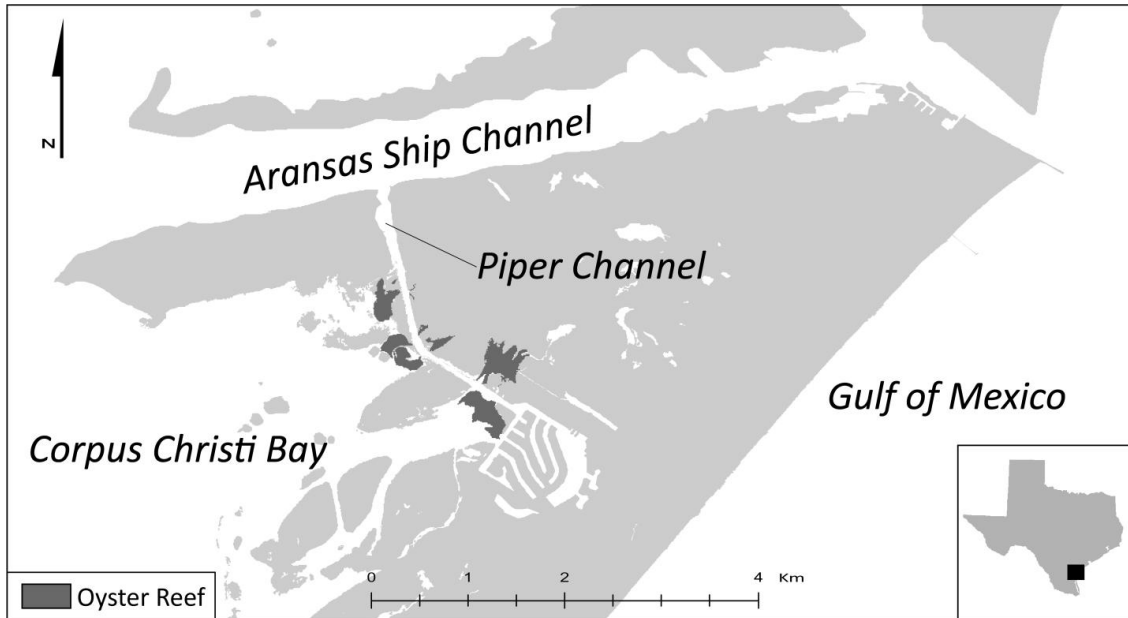 Z
Aransas Ship Channel
Piper Channel
Gulf of Mexico
Corpus Christi Bay
Oyster Reef
0 1 2 4 Km